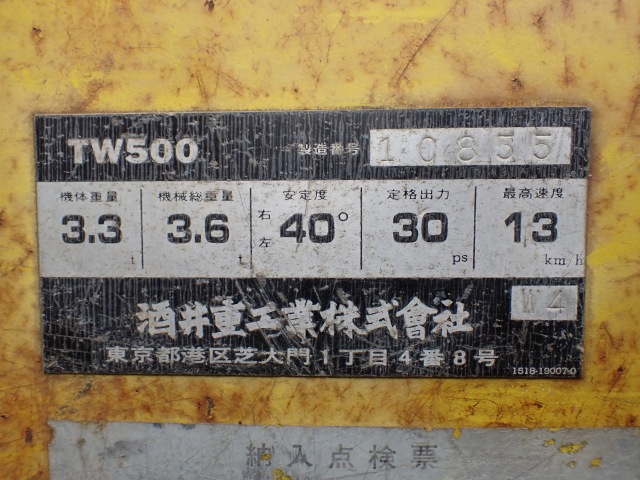 TW500 製造番号 10855
機体重量 機械総重量 安定度 定格出力 最高速度
3.3 t 3.6 t 右左 40° 30 ps 13 km/h
W4
酒井重工業株式會社
東京都港区芝大門1丁目4番8号
1518-19007-0
納入点検票